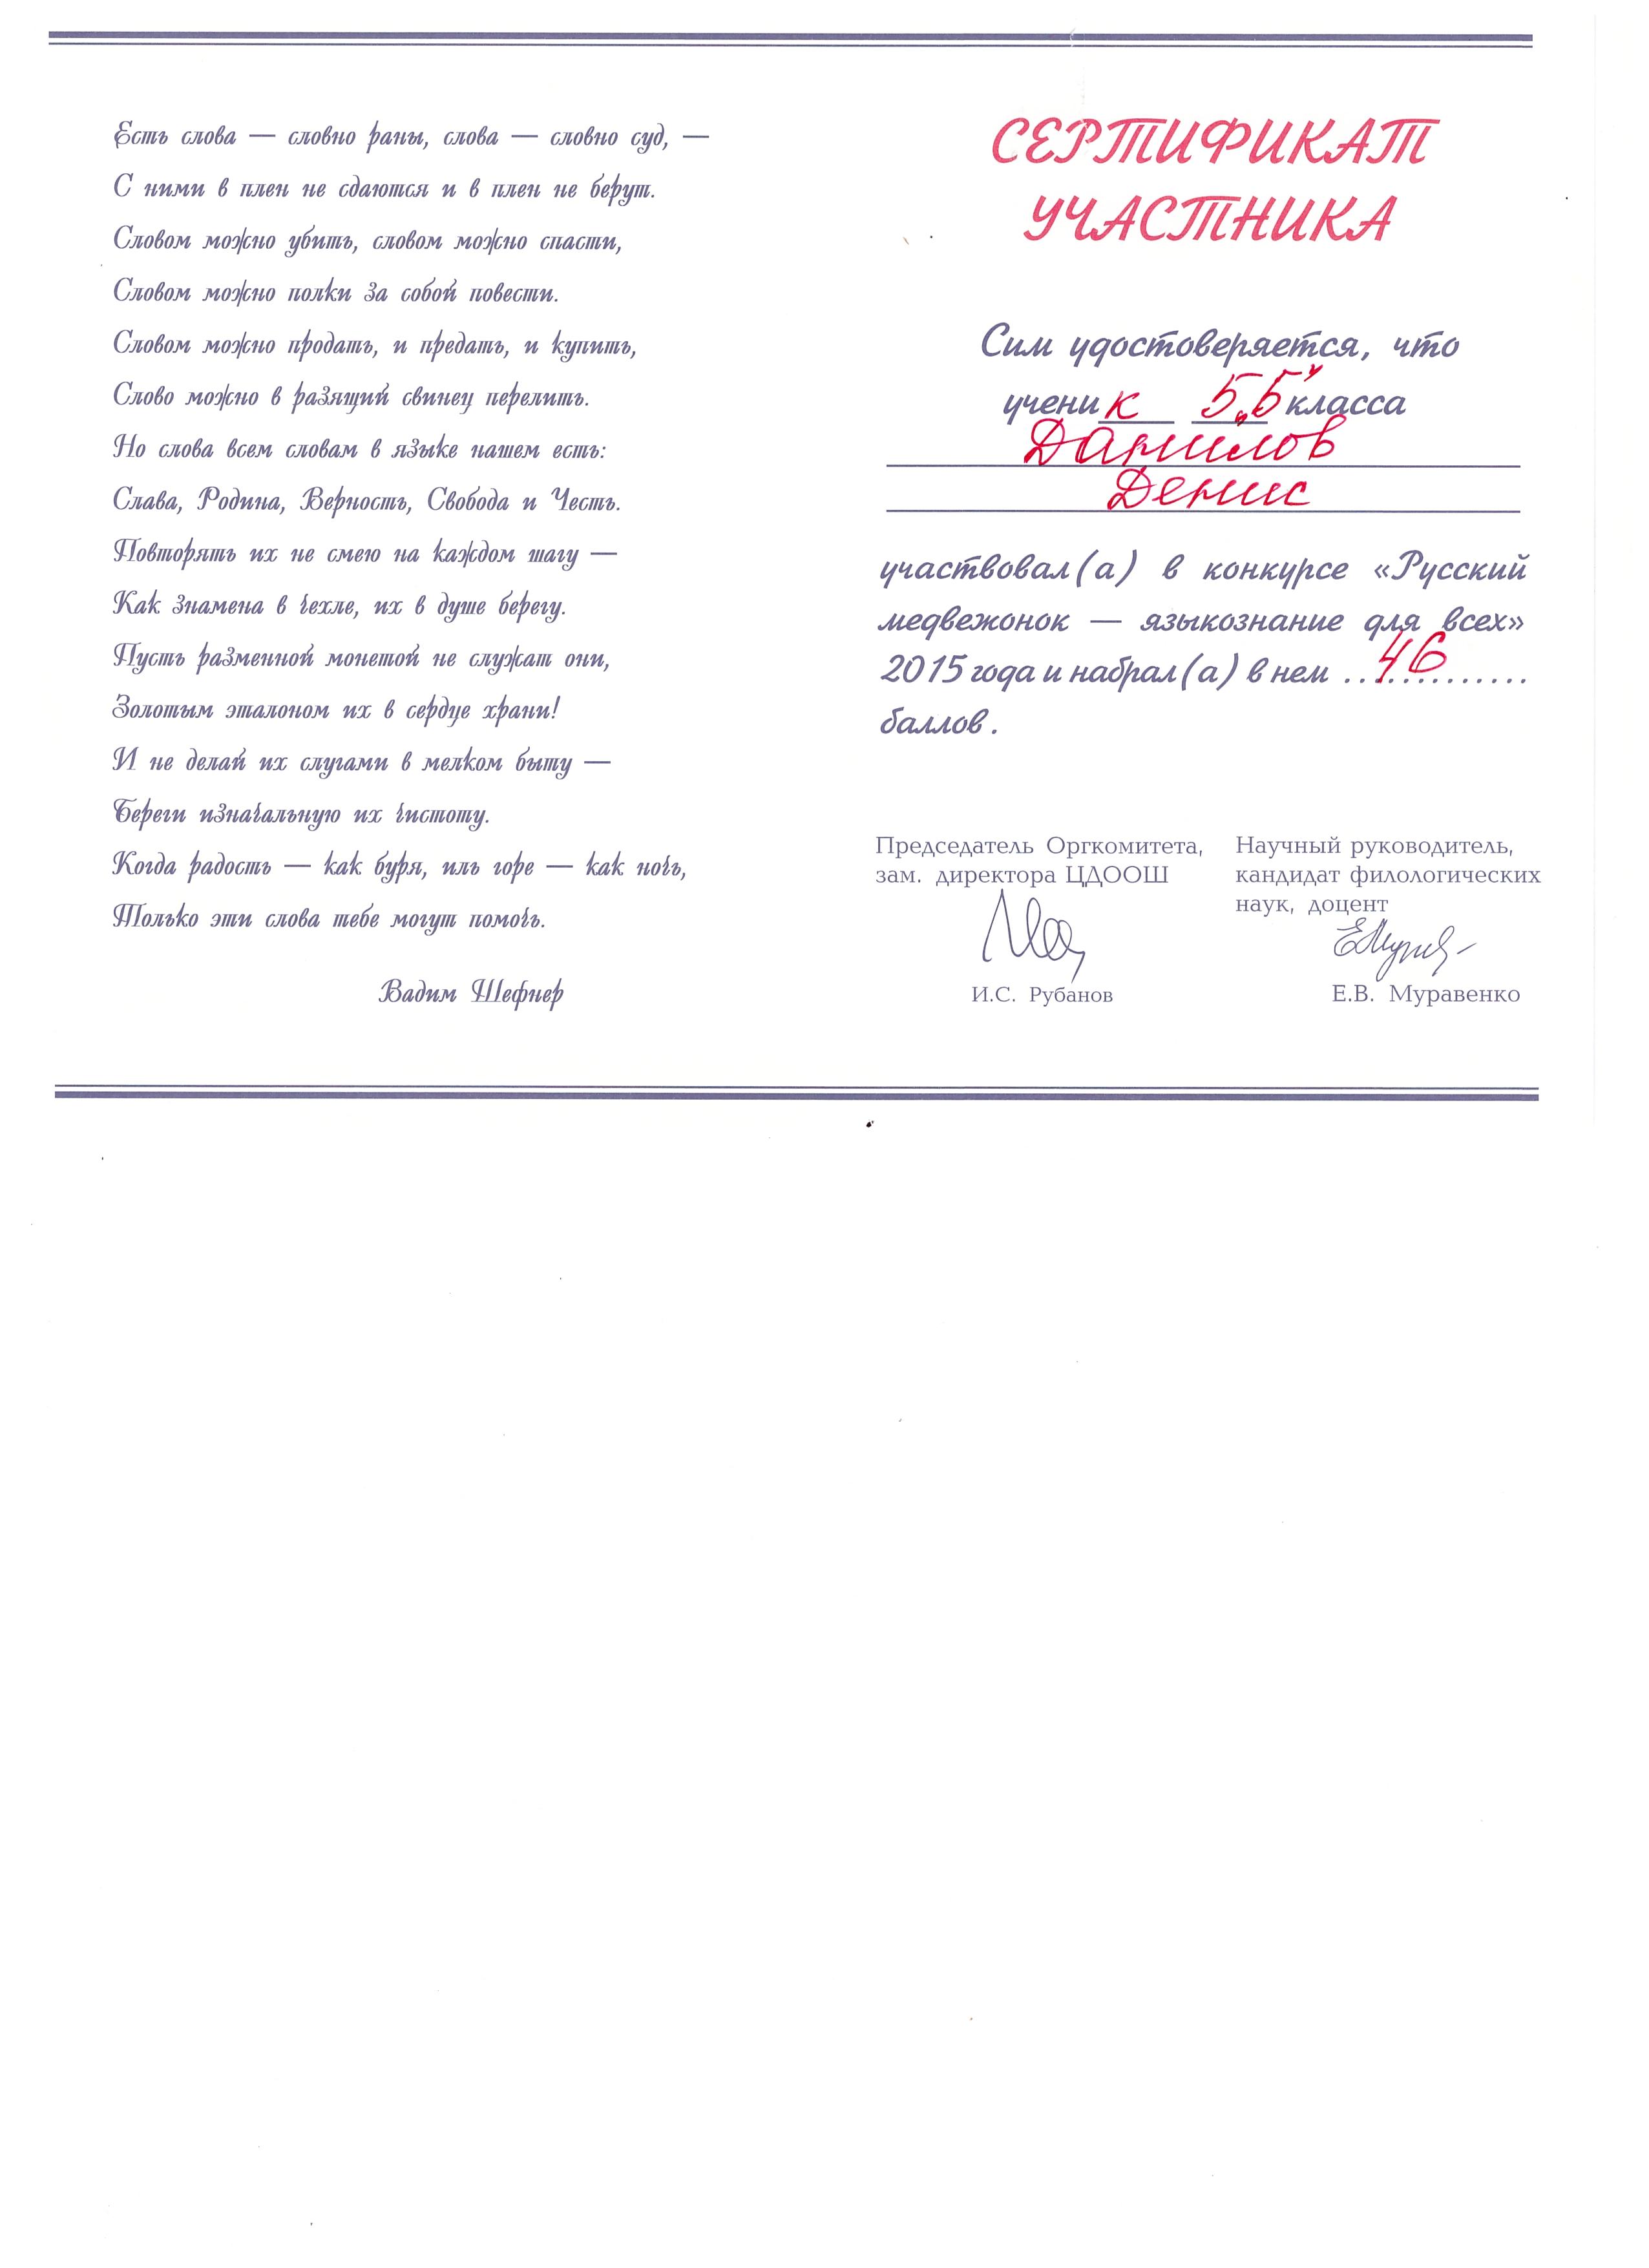 Есть слова — словно раны, слова — словно суд, —
С ними в плен не сдаются и в плен не берут.
Словом можно убить, словом можно спасти,
Словом можно полки за собой повести.
Словом можно продать, и предать, и купить,
Слово можно в разящий свинец перелить.
Но слова всем словам в языке нашем есть:
Слава, Родина, Верность, Свобода и Честь.
Повторять их не смею на каждом шагу —
Как знамена в чехле, их в душе берегу.
Пусть разменной монетой не служат они,
Золотым эталоном их в сердце храни!
И не делай их слугами в мелком быту —
Береги изначальную их чистоту.
Когда радость — как буря, иль горе — как ночь,
Только эти слова тебе могут помочь.
Вадим Шефнер
СЕРТИФИКАТ
УЧАСТНИКА
Сим удостоверяется, что
ученик 5„Б" класса
Данилов
Денис
участвовал(а) в конкурсе «Русский
медвежонок — языкознание для всех»
2015 года и набрал(а) в нем 46
баллов.
Председатель Оргкомитета,
зам. директора ЦДООШ
И.С. Рубанов
Научный руководитель,
кандидат филологических
наук, доцент
Е.В. Муравенко